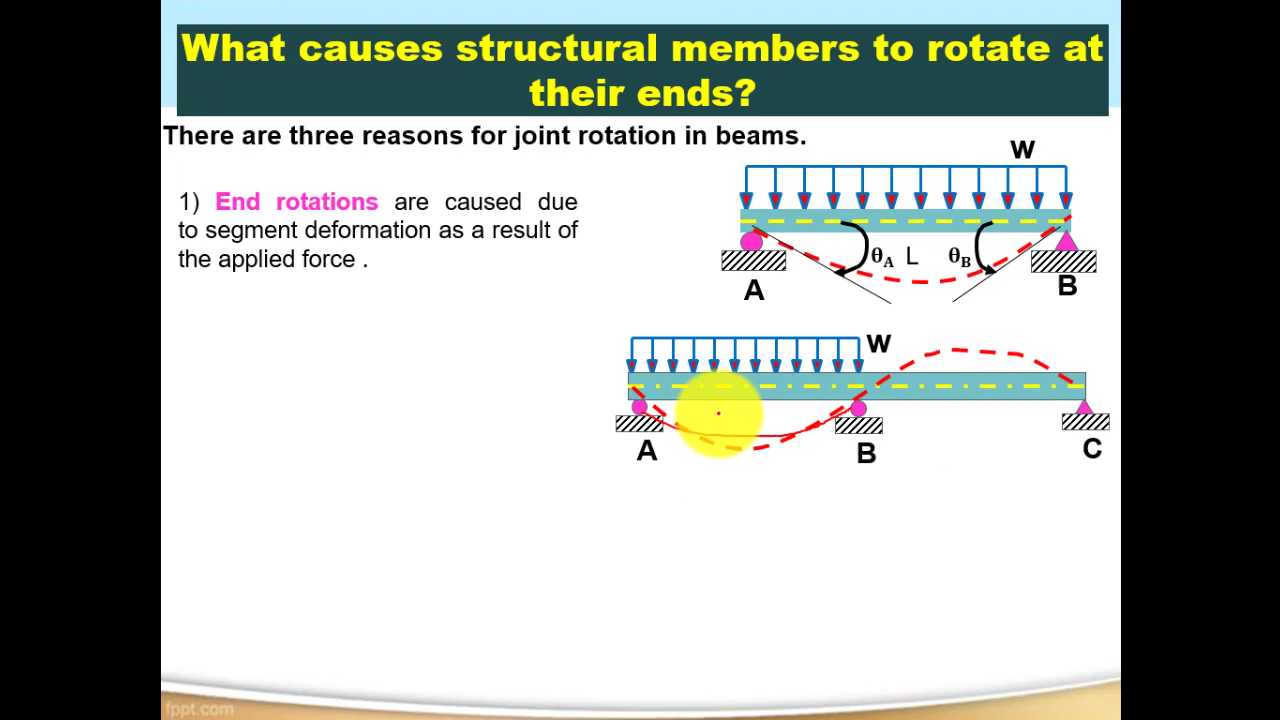 What causes structural members to rotate at
their ends?
There are three reasons for joint rotation in beams.
W
1) End rotations are caused due
to segment deformation as a result of
the applied force .
θA L θB
A B
W
A B C
fppt.com